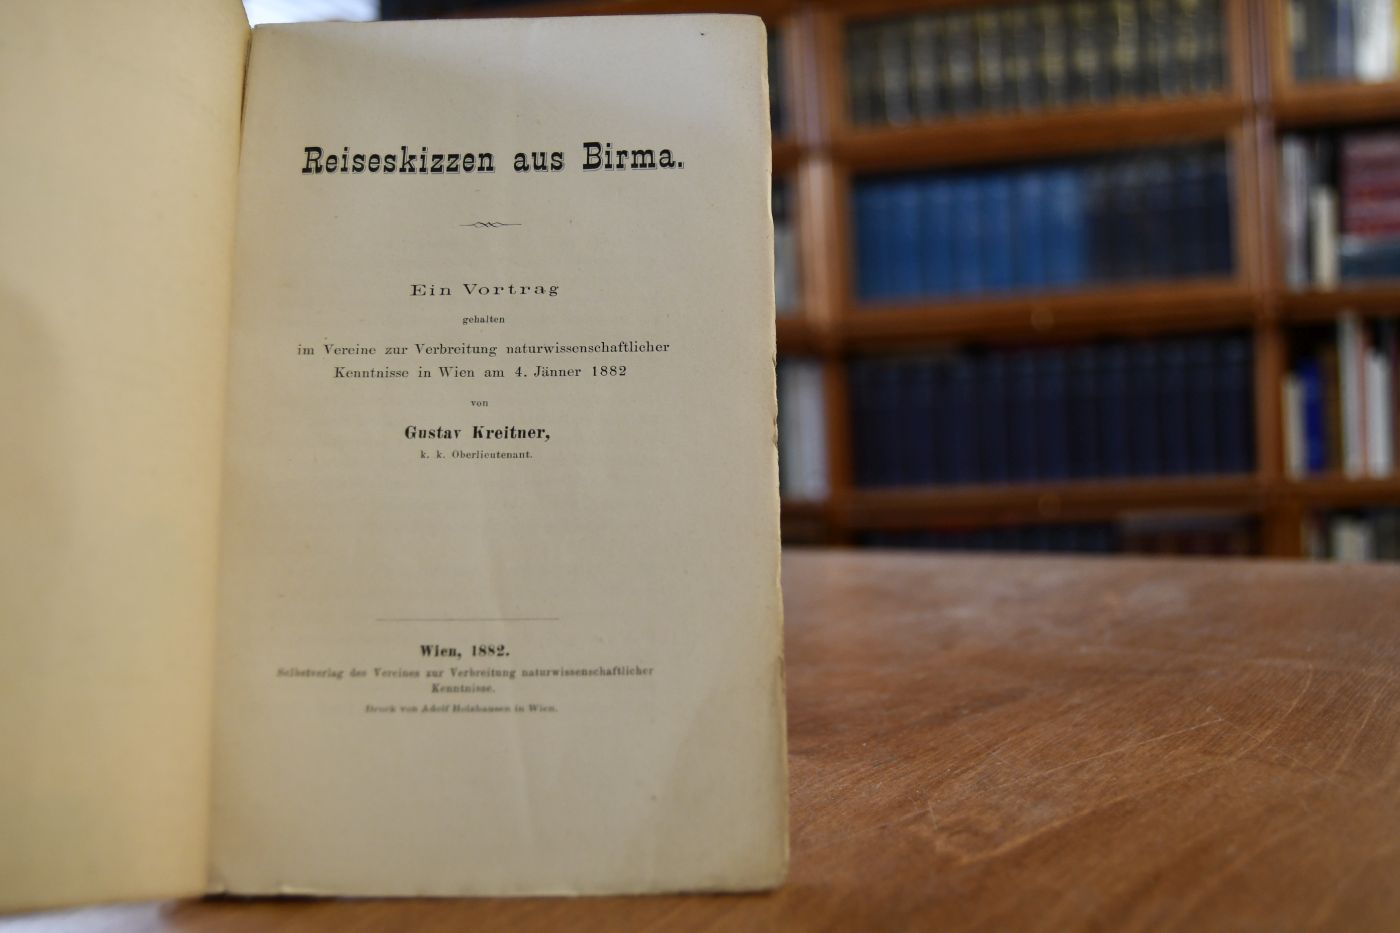 Reiseskizzen aus Birma.
Ein Vortrag
gehalten
im Vereine zur Verbreitung naturwissenschaftlicher
Kenntnisse in Wien am 4. Jänner 1882
von
Gustav Kreitner,
k. k. Oberlieutenant.
Wien, 1882.
Selbstverlag des Vereines zur Verbreitung naturwissenschaftlicher
Kenntnisse.
Druck von Adolf Holzhausen in Wien.